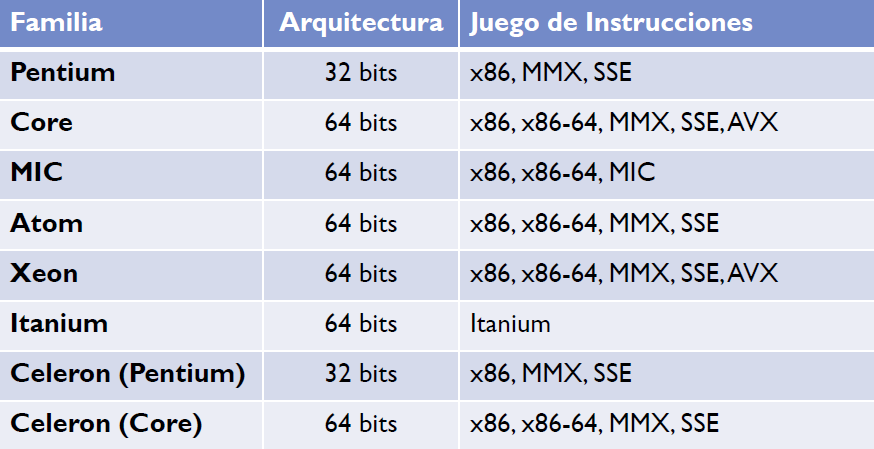 Familia Arquitectura Juego de Instrucciones
Pentium 32 bits x86, MMX, SSE
Core 64 bits x86, x86-64, MMX, SSE, AVX
MIC 64 bits x86, x86-64, MIC
Atom 64 bits x86, x86-64, MMX, SSE
Xeon 64 bits x86, x86-64, MMX, SSE, AVX
Itanium 64 bits Itanium
Celeron (Pentium) 32 bits x86, MMX, SSE
Celeron (Core) 64 bits x86, x86-64, MMX, SSE